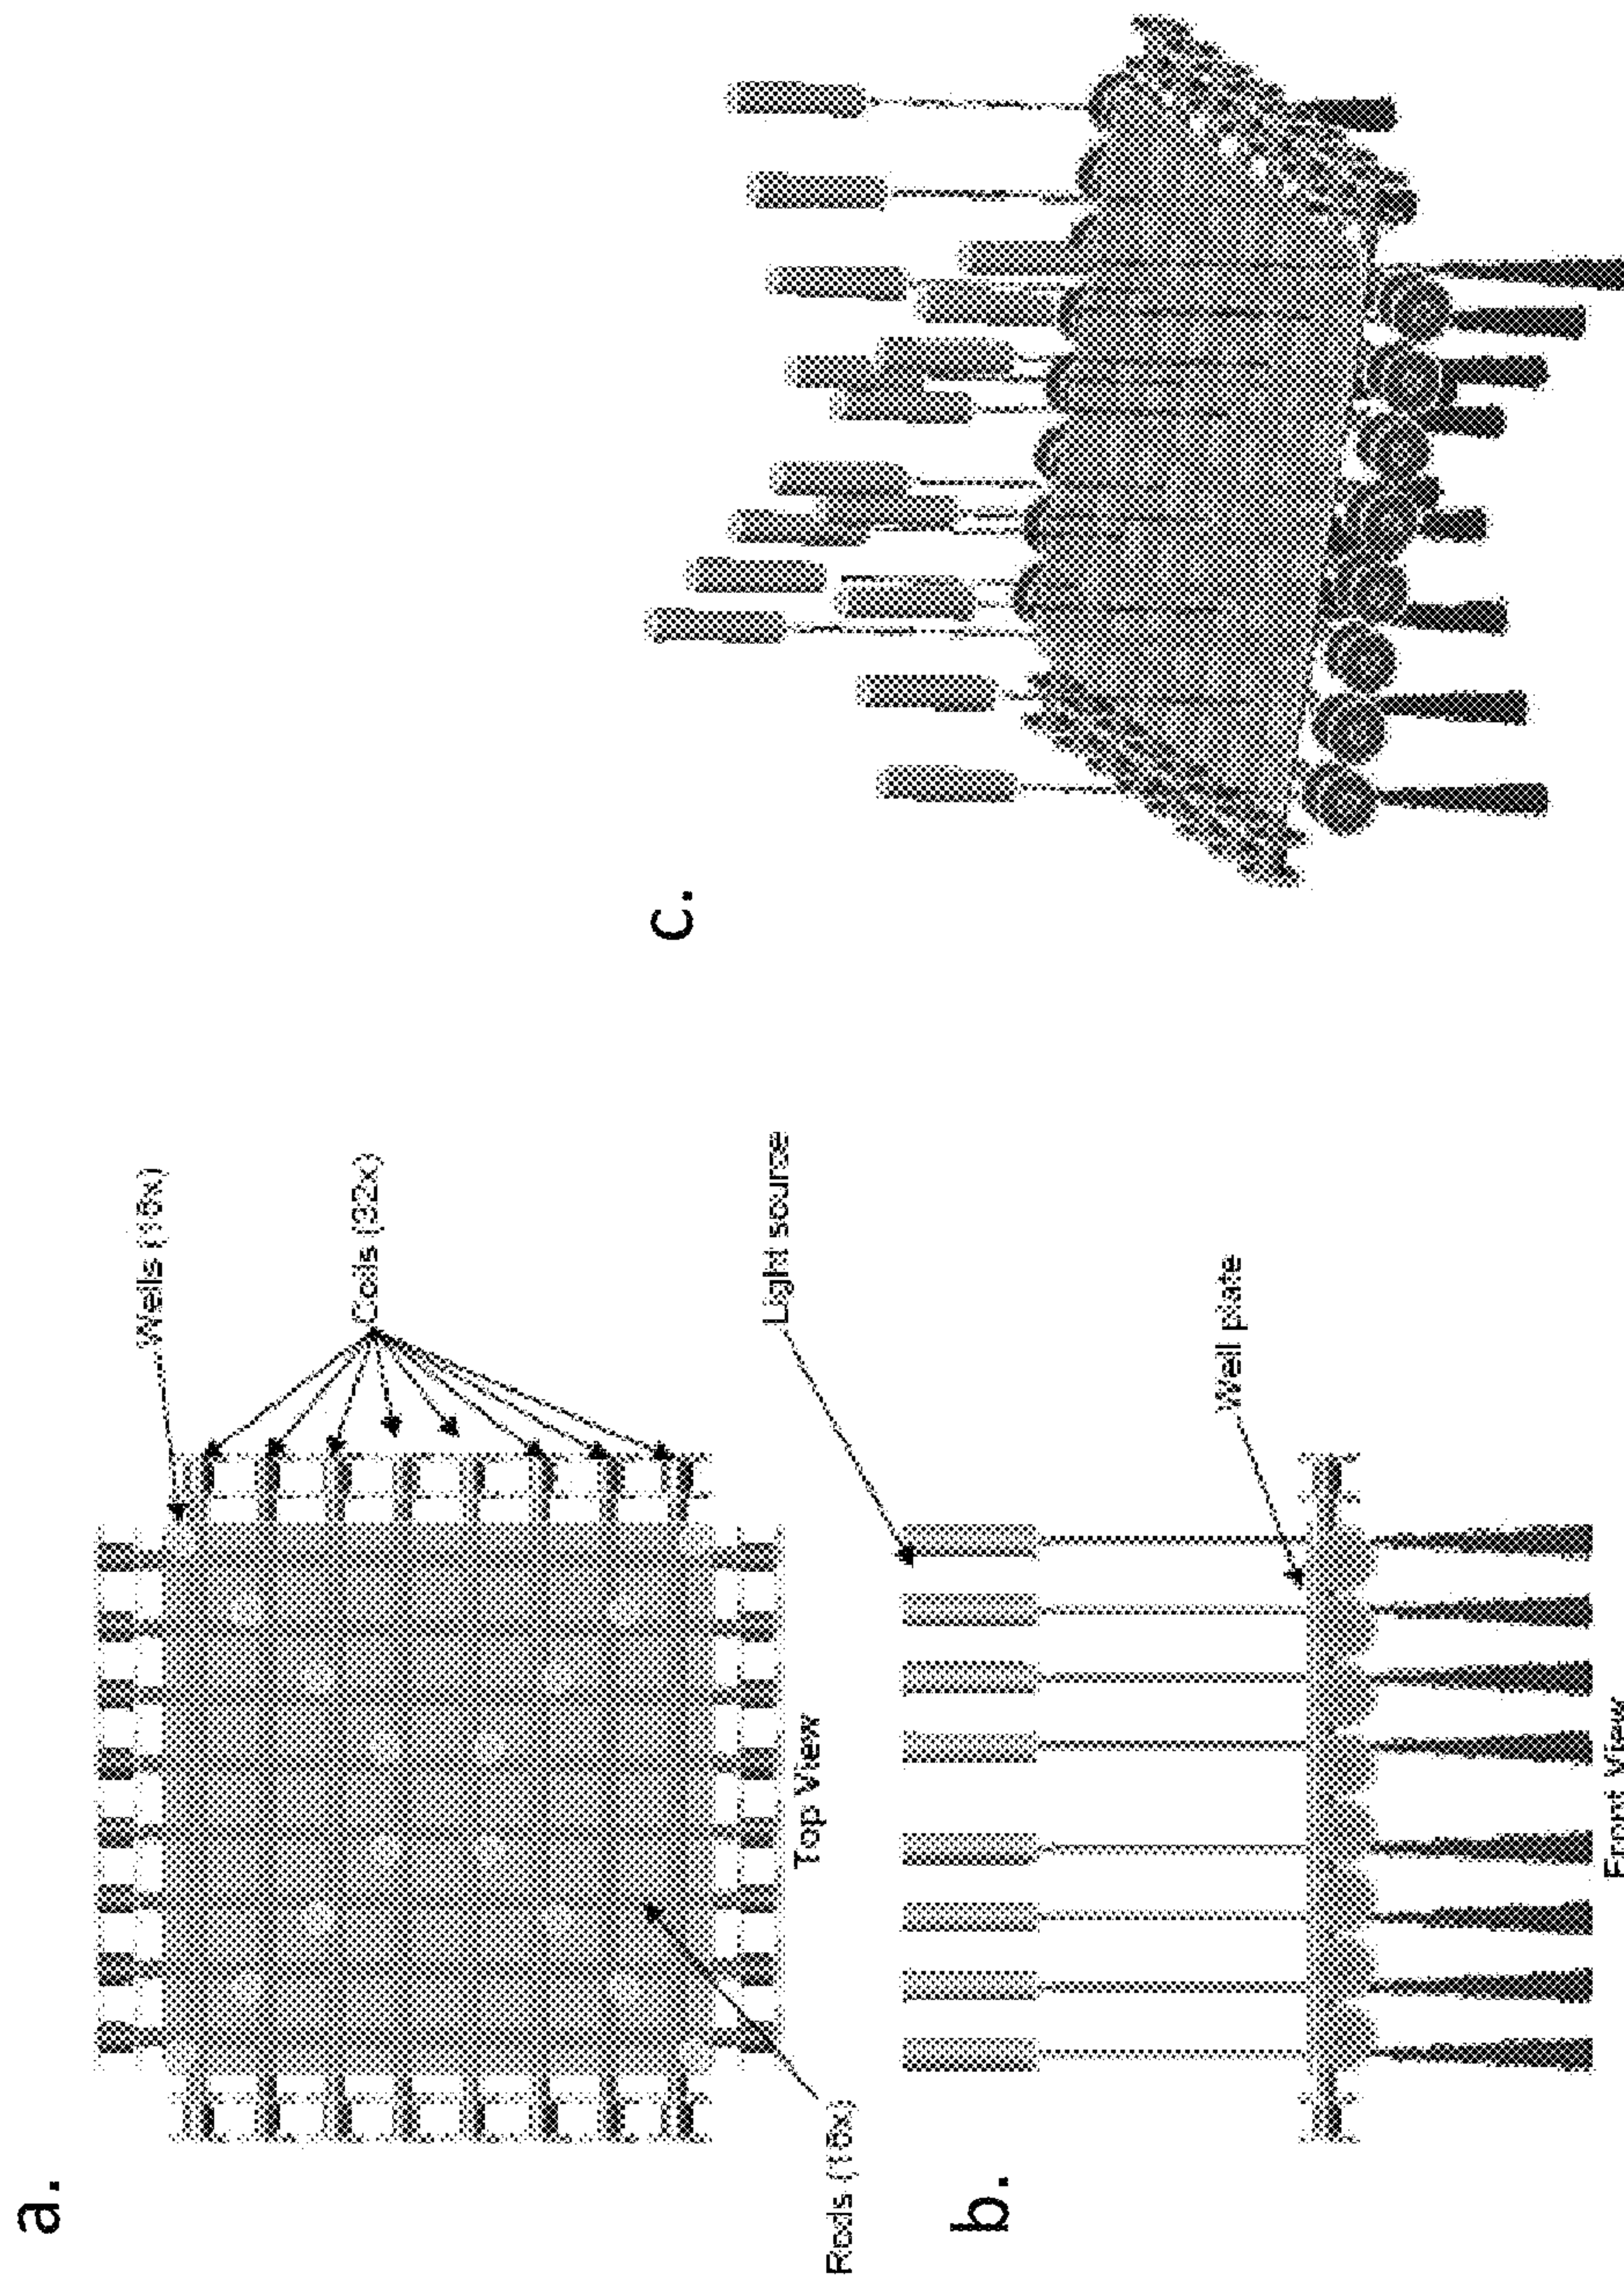 a.
Wells (16x)
Coils (32x)
Rods (16x)
Top View
b.
Light source
Well plate
Front View
c.